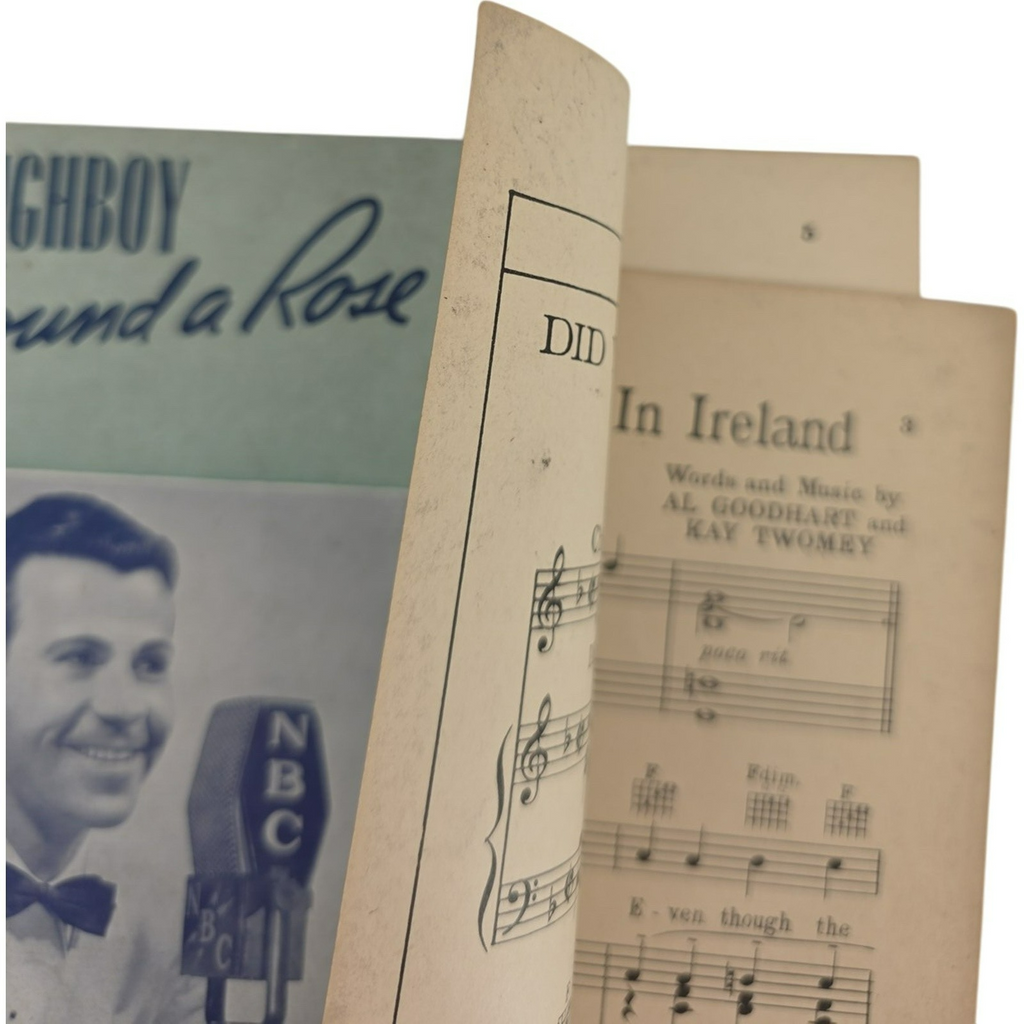 GHBOY
und a Rose
NBC
NBC
5
DID
3
In Ireland
Words and Music by
AL GOODHART and
KAY TWOMEY
C
poco rit.
F Fdim. F
E - ven though the